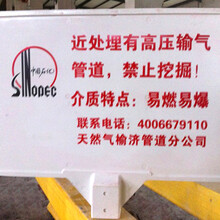 近处埋有高压输气
管道，禁止挖掘！
介质特点：易燃易爆
联系电话：4006679110
天然气榆济管道分公司
中国石化
SINOPEC